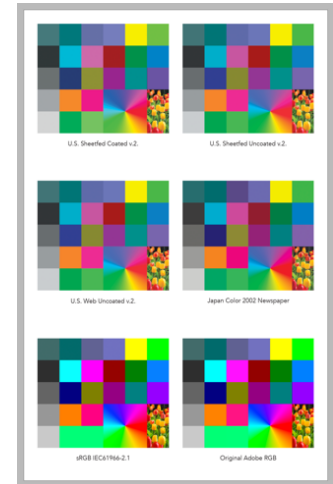 U.S. Sheetfed Coated v.2.
U.S. Sheetfed Uncoated v.2.
U.S. Web Uncoated v.2.
Japan Color 2002 Newspaper
sRGB IEC61966-2.1
Original Adobe RGB